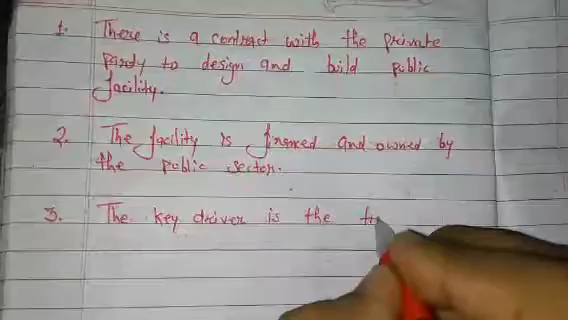 1. There is a contract with the private
party to design and build public
facility.
2. The facility is financed and owned by
the public sector.
3. The key driver is the